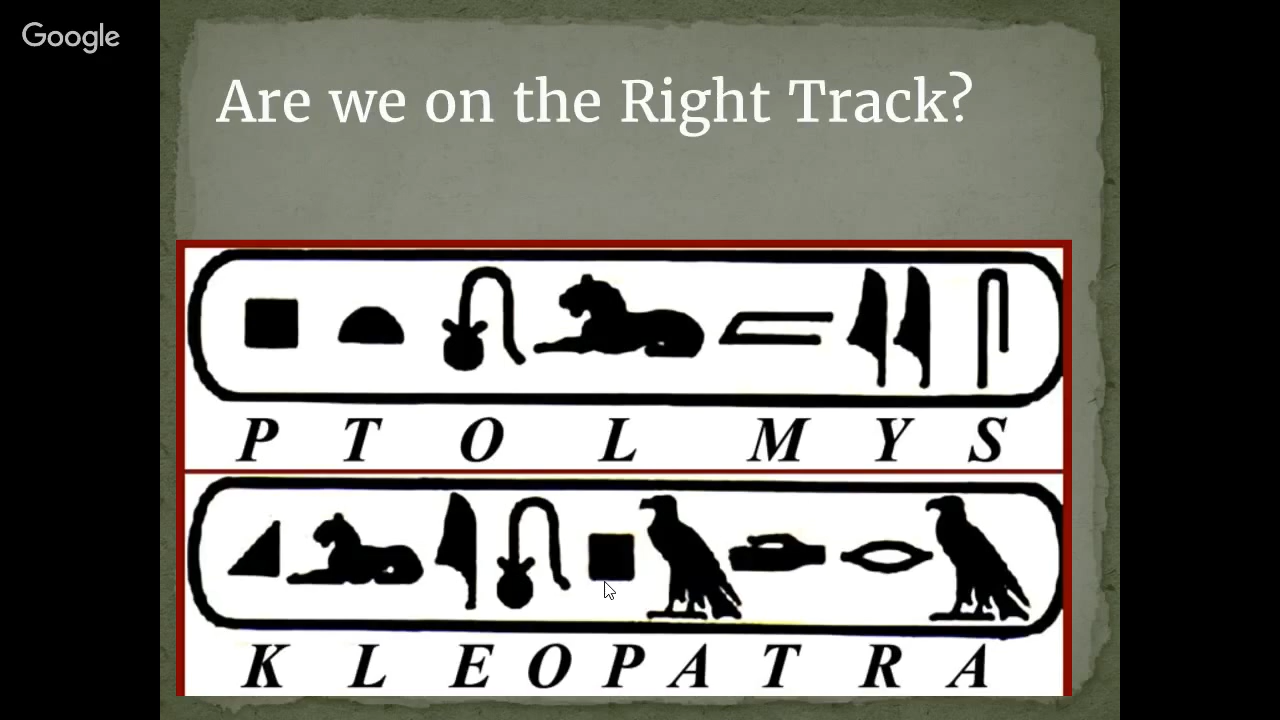 Google
Are we on the Right Track?
P T O L M Y S
K L E O P A T R A